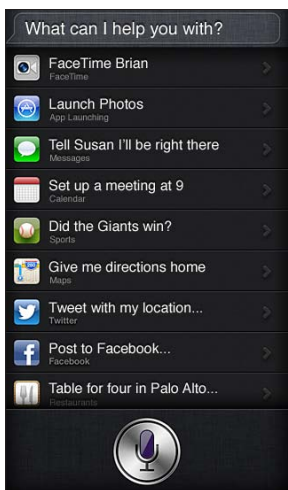 What can I help you with?
FaceTime Brian
FaceTime
Launch Photos
App Launching
Tell Susan I'll be right there
Messages
Set up a meeting at 9
Calendar
Did the Giants win?
Sports
Give me directions home
Maps
Tweet with my location...
Twitter
Post to Facebook...
Facebook
Table for four in Palo Alto...
Restaurants